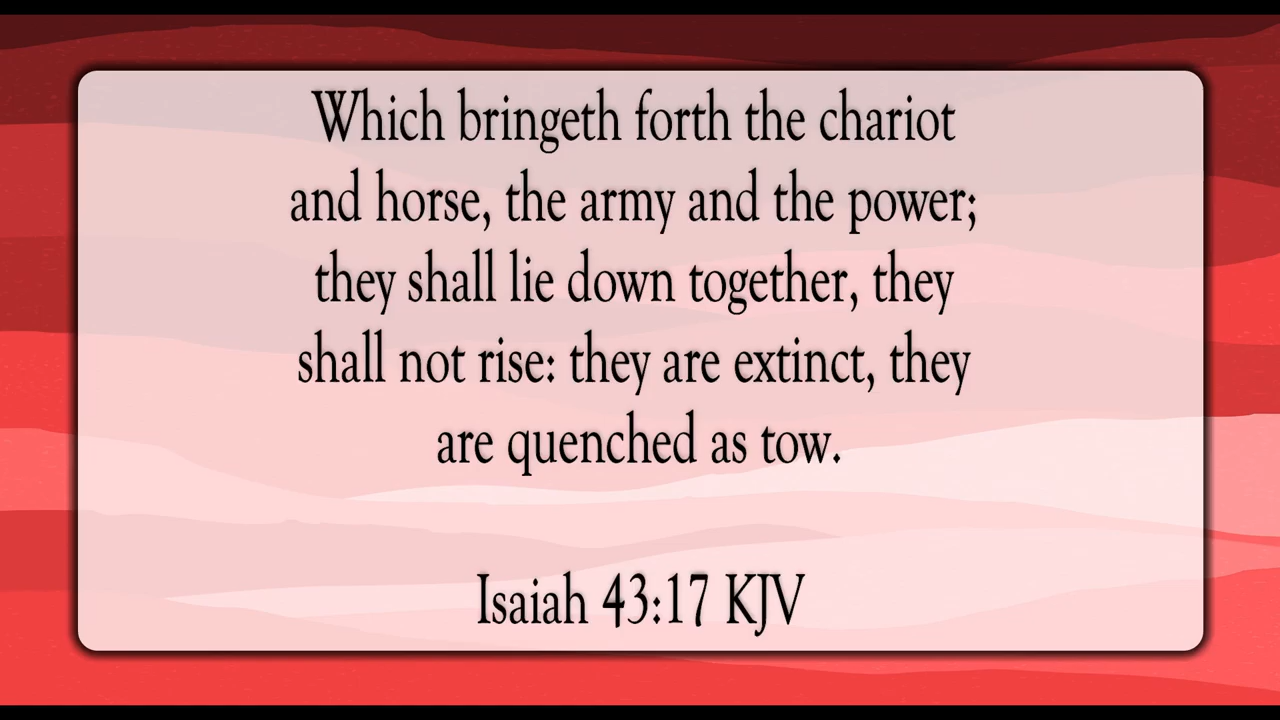 Which bringeth forth the chariot
and horse, the army and the power;
they shall lie down together, they
shall not rise: they are extinct, they
are quenched as tow.
Isaiah 43:17 KJV